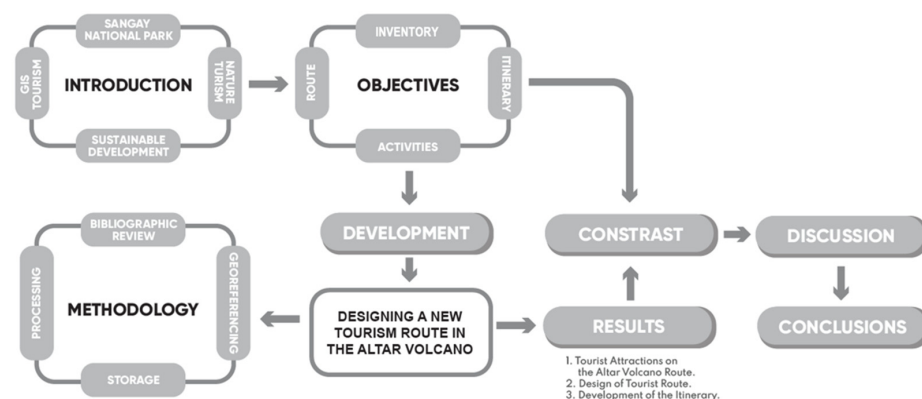 SANGAY
NATIONAL PARK
GIS
TOURISM
INTRODUCTION
NATURE
TURISM
SUSTAINABLE
DEVELOPMENT
INVENTORY
ROUTE
OBJECTIVES
ITINERARY
ACTIVITIES
DEVELOPMENT
CONSTRAST
DISCUSSION
BIBLIOGRAPHIC
REVIEW
PROCESSING
METHODOLOGY
GEOREFERENCING
STORAGE
DESIGNING A NEW
TOURISM ROUTE IN
THE ALTAR VOLCANO
RESULTS
CONCLUSIONS
1. Tourist Attractions on
the Altar Volcano Route.
2. Design of Tourist Route.
3. Development of the Itinerary.